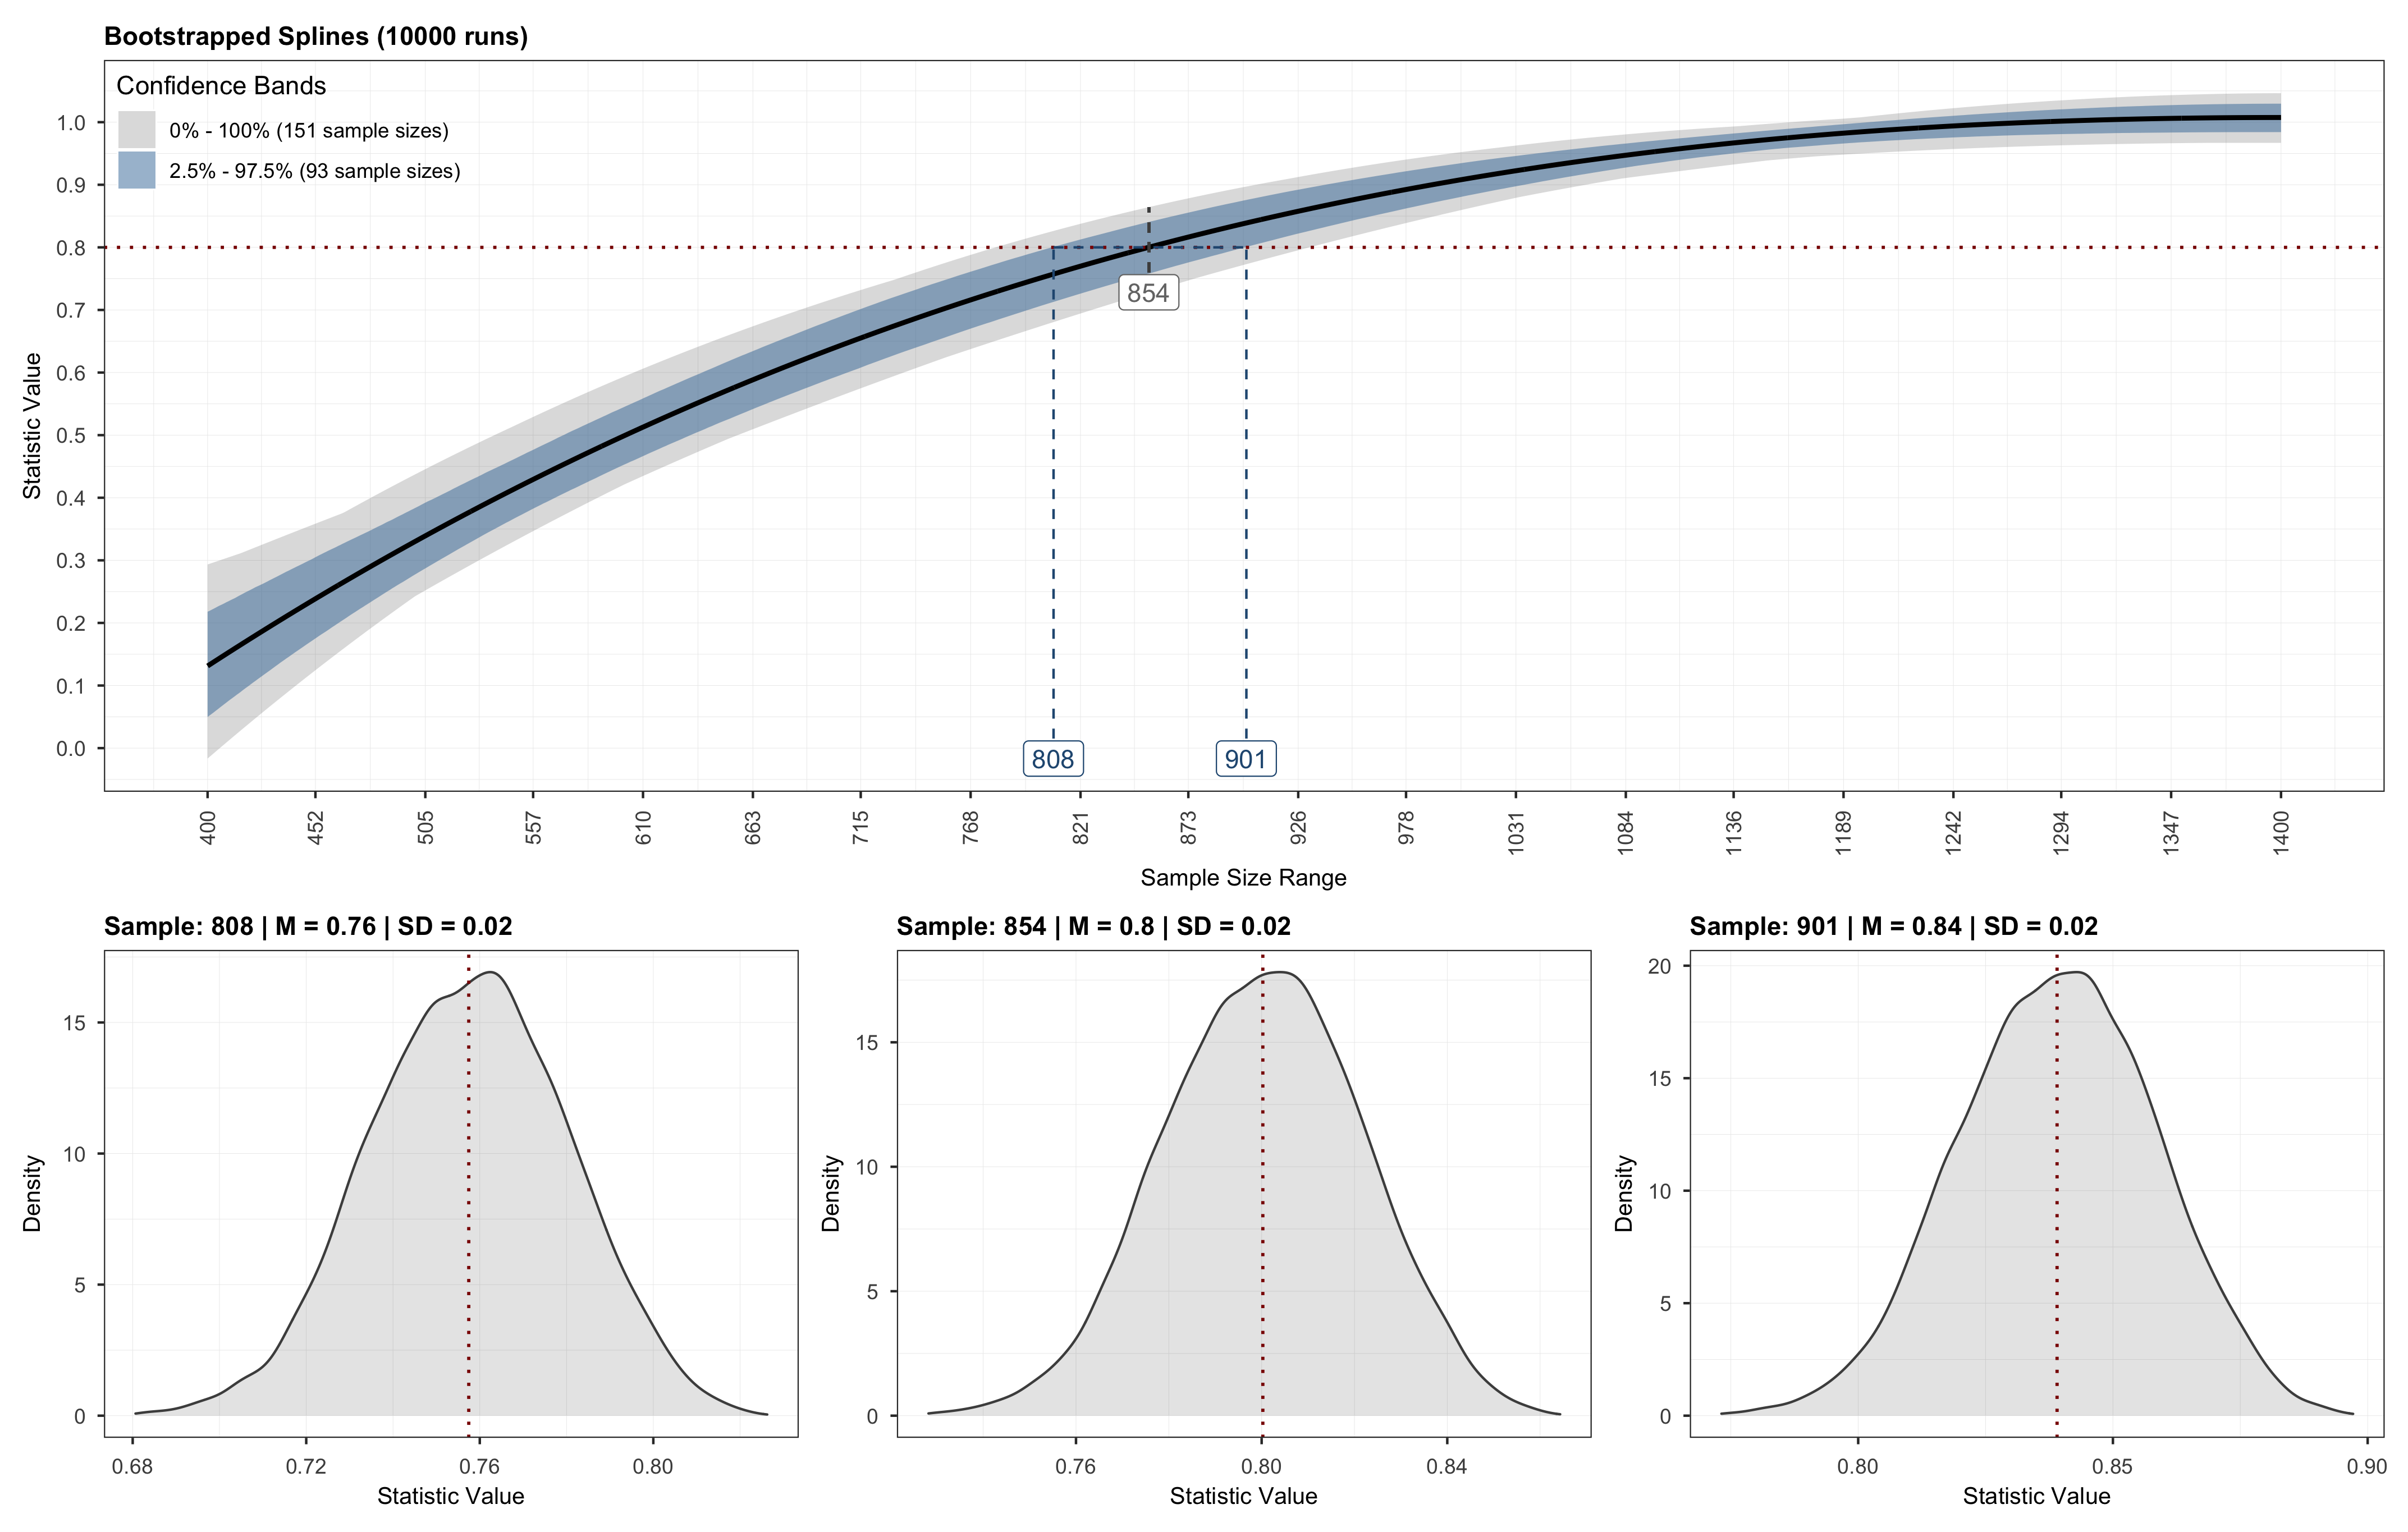 Bootstrapped Splines (10000 runs)
Confidence Bands
0% - 100% (151 sample sizes)
2.5% - 97.5% (93 sample sizes)
Statistic Value
1.0
0.9
0.8
0.7
0.6
0.5
0.4
0.3
0.2
0.1
0.0
854
808
901
400 452 505 557 610 663 715 768 821 873 926 978 1031 1084 1136 1189 1242 1294 1347 1400
Sample Size Range
Sample: 808 | M = 0.76 | SD = 0.02
Density
15
10
5
0
0.68 0.72 0.76 0.80
Statistic Value
Sample: 854 | M = 0.8 | SD = 0.02
Density
15
10
5
0
0.76 0.80 0.84
Statistic Value
Sample: 901 | M = 0.84 | SD = 0.02
Density
20
15
10
5
0
0.80 0.85 0.90
Statistic Value